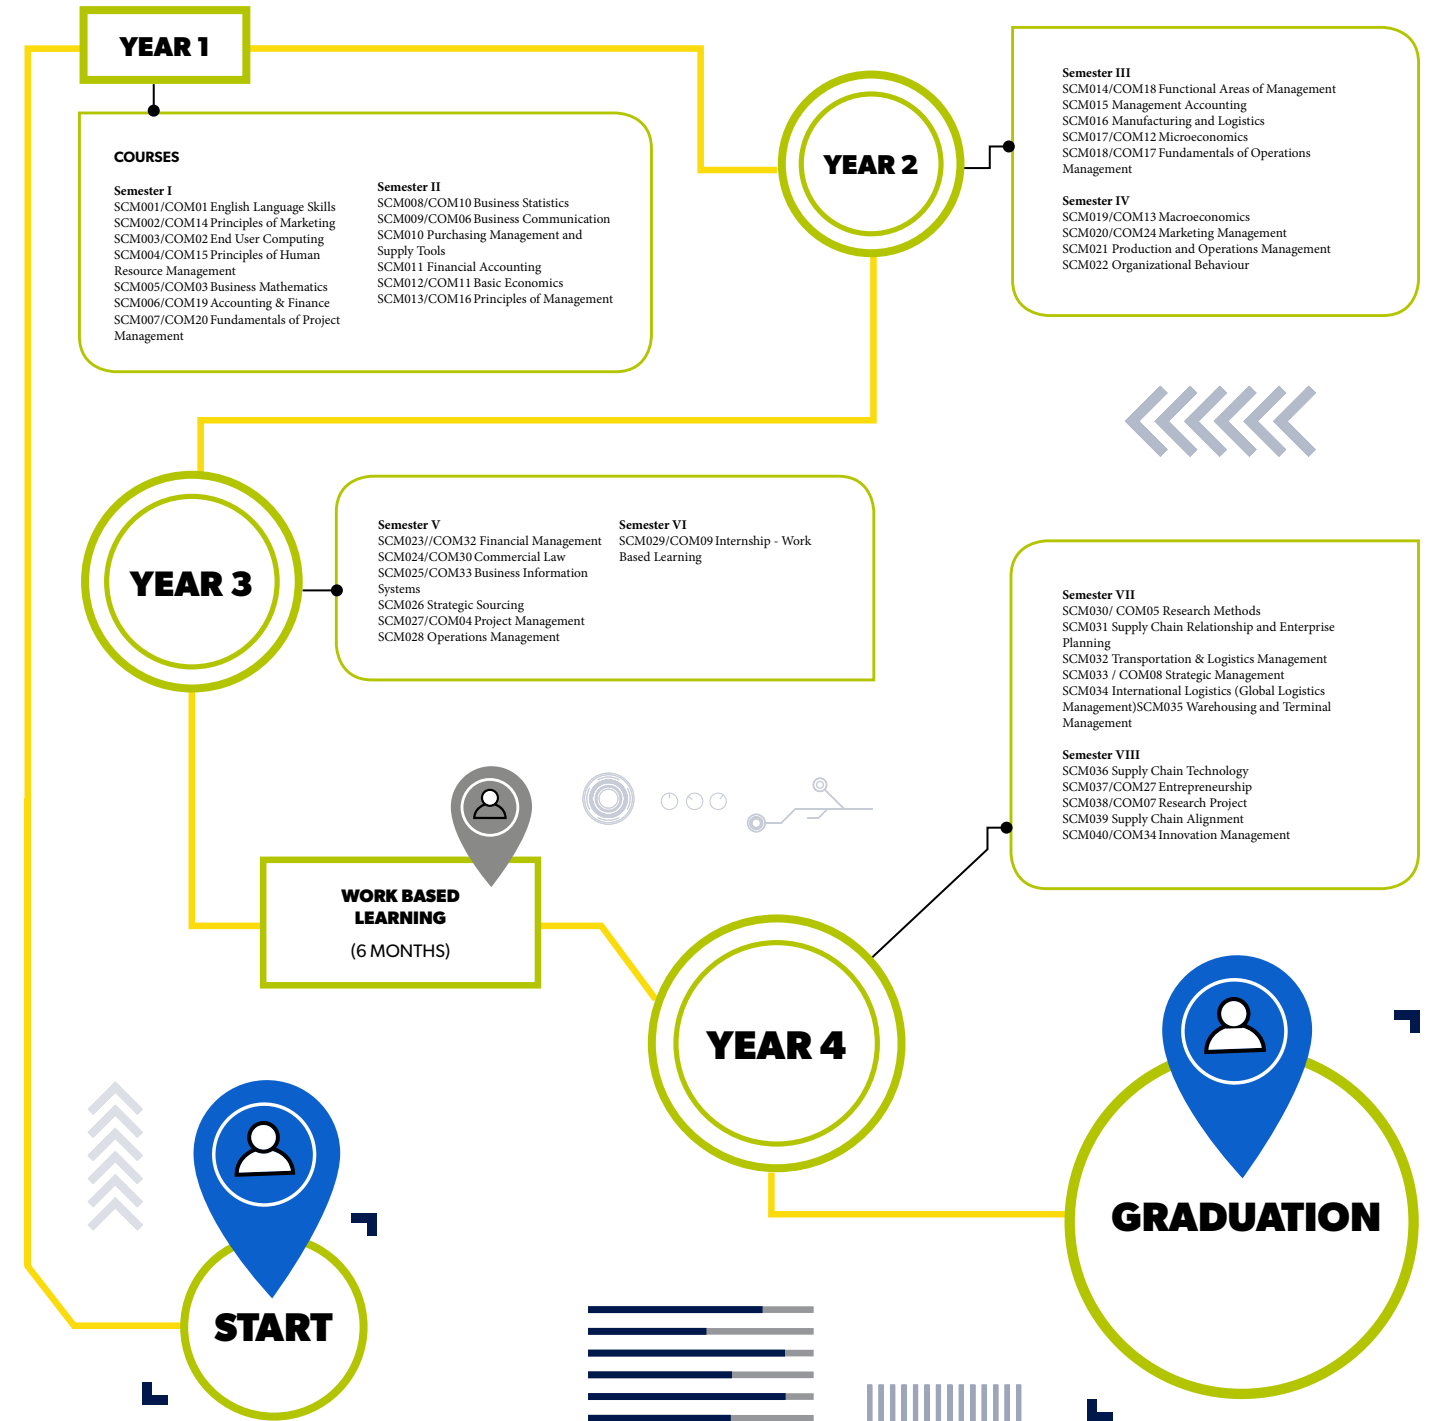 YEAR 1
COURSES
Semester I
SCM001/COM01 English Language Skills
SCM002/COM14 Principles of Marketing
SCM003/COM02 End User Computing
SCM004/COM15 Principles of Human
Resource Management
SCM005/COM03 Business Mathematics
SCM006/COM19 Accounting & Finance
SCM007/COM20 Fundamentals of Project
Management
Semester II
SCM008/COM10 Business Statistics
SCM009/COM06 Business Communication
SCM010 Purchasing Management and
Supply Tools
SCM011 Financial Accounting
SCM012/COM11 Basic Economics
SCM013/COM16 Principles of Management
YEAR 2
Semester III
SCM014/COM18 Functional Areas of Management
SCM015 Management Accounting
SCM016 Manufacturing and Logistics
SCM017/COM12 Microeconomics
SCM018/COM17 Fundamentals of Operations
Management
Semester IV
SCM019/COM13 Macroeconomics
SCM020/COM24 Marketing Management
SCM021 Production and Operations Management
SCM022 Organizational Behaviour
YEAR 3
Semester V
SCM023//COM32 Financial Management
SCM024/COM30 Commercial Law
SCM025/COM33 Business Information
Systems
SCM026 Strategic Sourcing
SCM027/COM04 Project Management
SCM028 Operations Management
Semester VI
SCM029/COM09 Internship - Work
Based Learning
WORK BASED
LEARNING
(6 MONTHS)
YEAR 4
Semester VII
SCM030/ COM05 Research Methods
SCM031 Supply Chain Relationship and Enterprise
Planning
SCM032 Transportation & Logistics Management
SCM033 / COM08 Strategic Management
SCM034 International Logistics (Global Logistics
Management)SCM035 Warehousing and Terminal
Management
Semester VIII
SCM036 Supply Chain Technology
SCM037/COM27 Entrepreneurship
SCM038/COM07 Research Project
SCM039 Supply Chain Alignment
SCM040/COM34 Innovation Management
GRADUATION
START